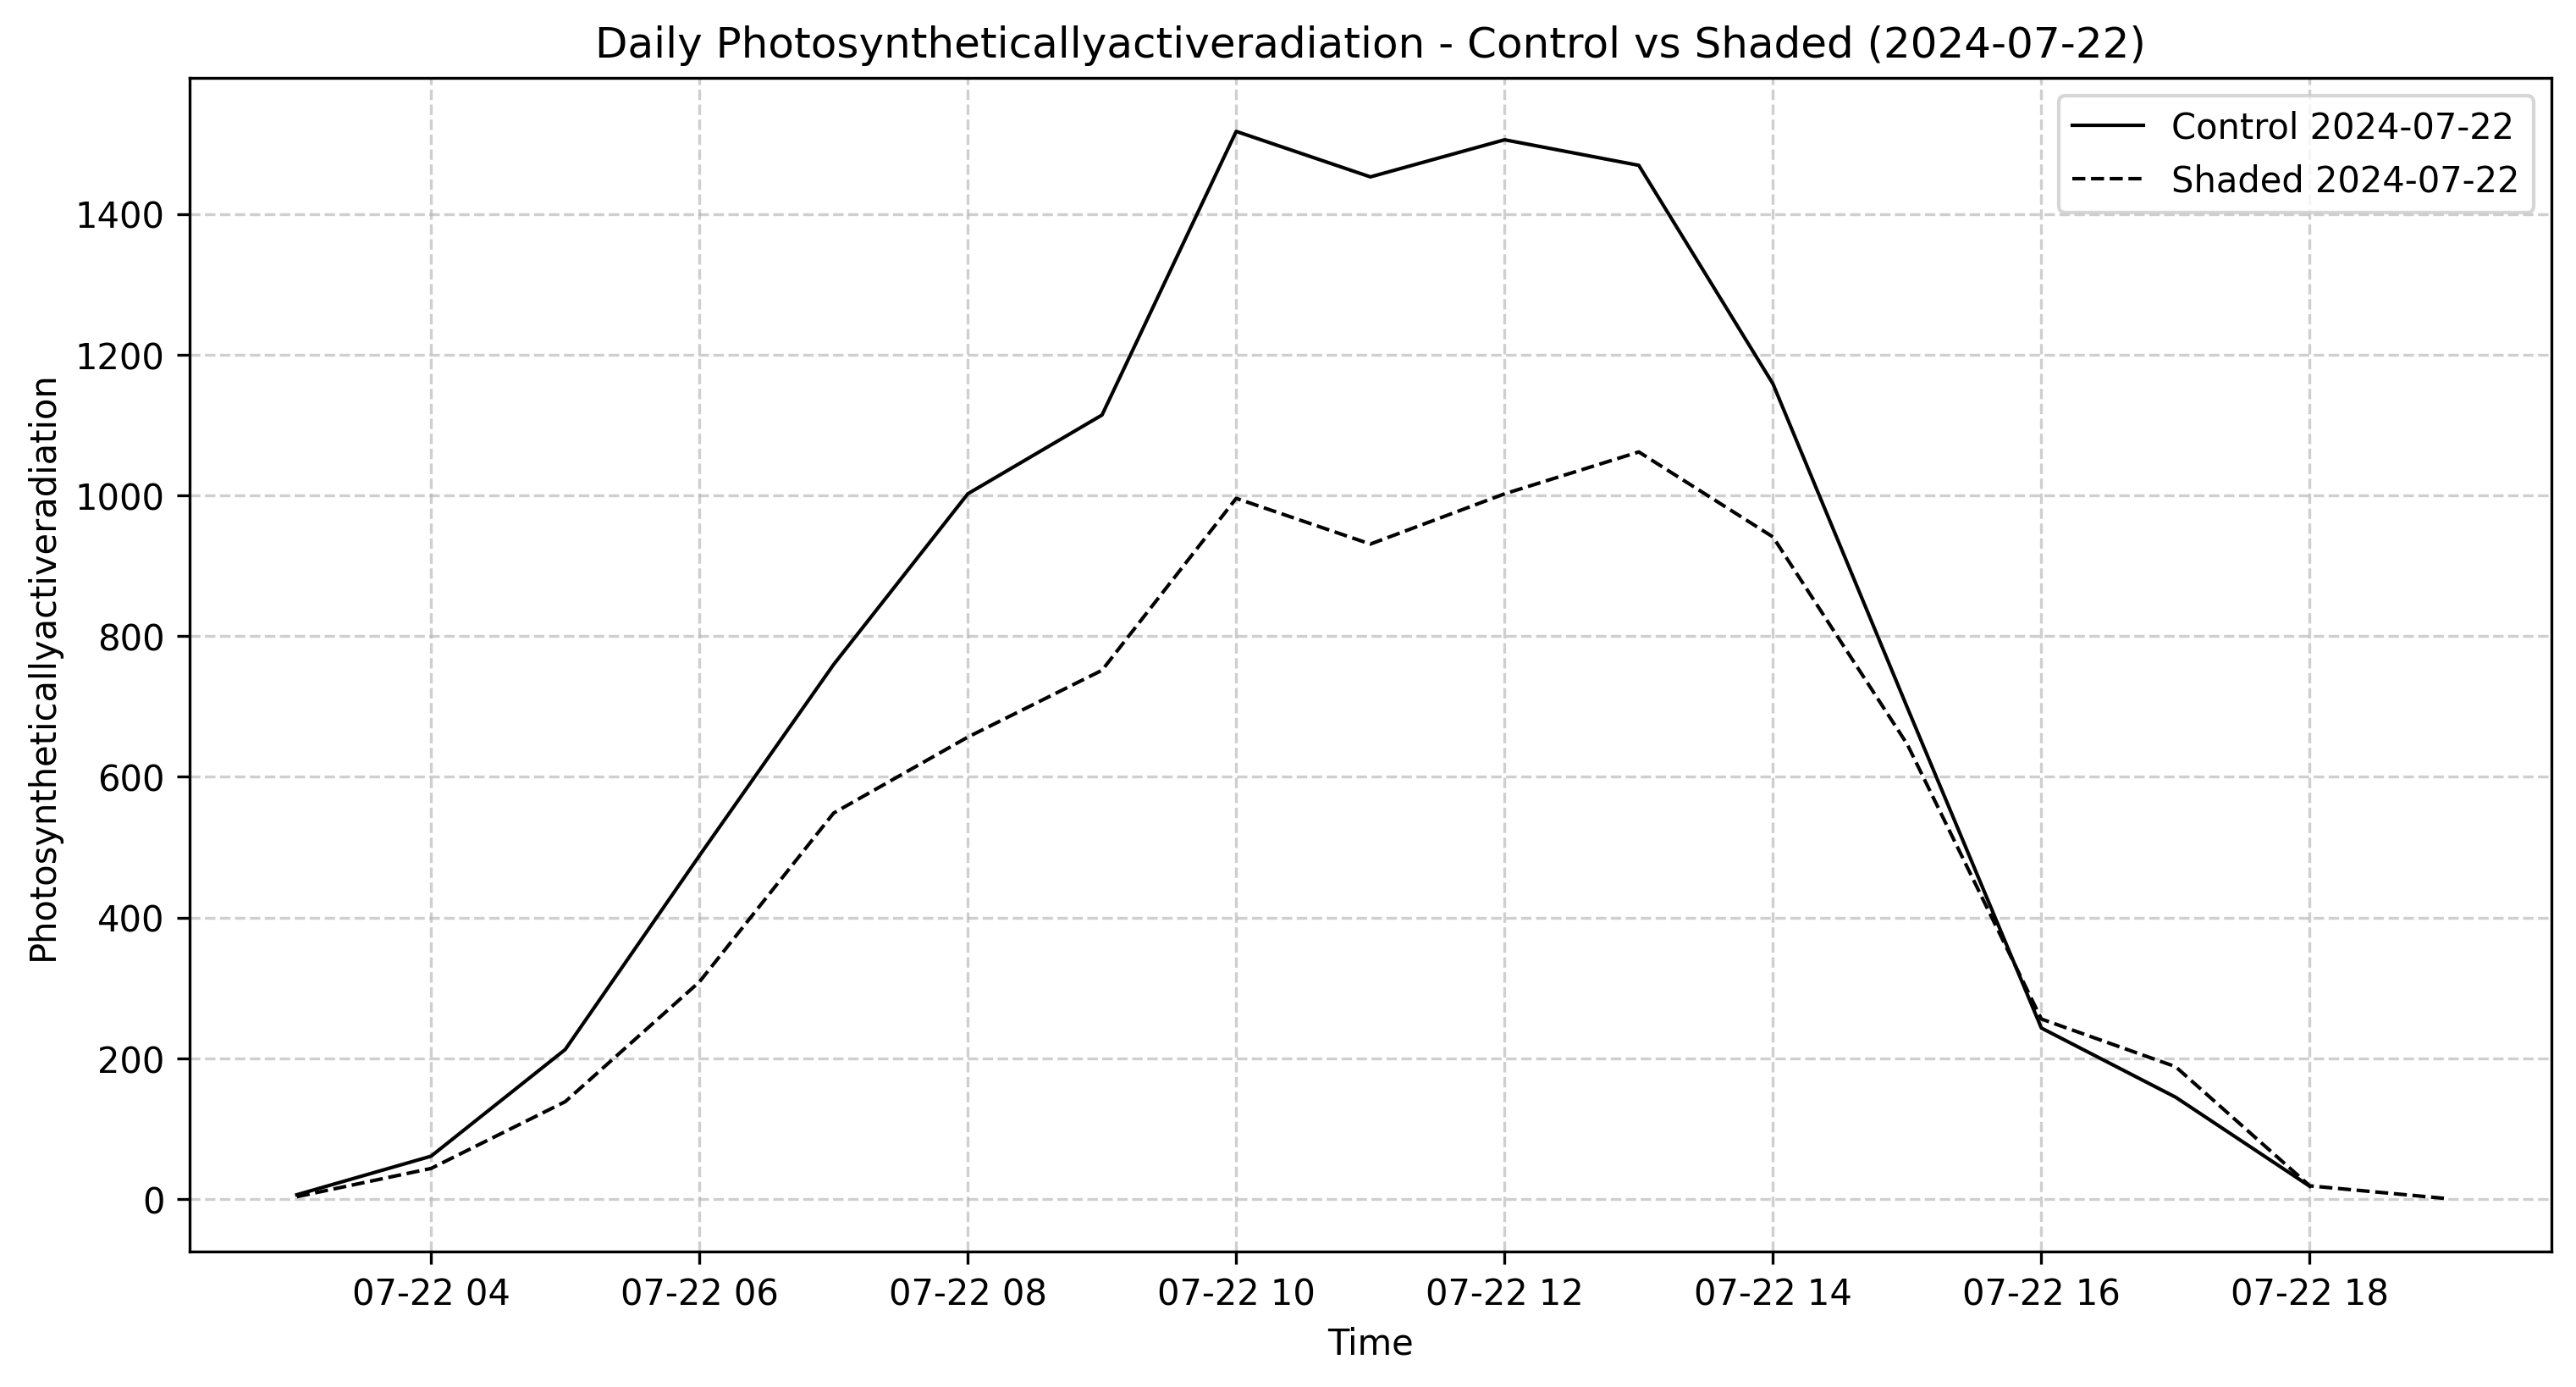 Daily Photosyntheticallyactiveradiation - Control vs Shaded (2024-07-22)
Control 2024-07-22
Shaded 2024-07-22
Photosyntheticallyactiveradiation
1400
1200
1000
800
600
400
200
0
07-22 04 07-22 06 07-22 08 07-22 10 07-22 12 07-22 14 07-22 16 07-22 18
Time